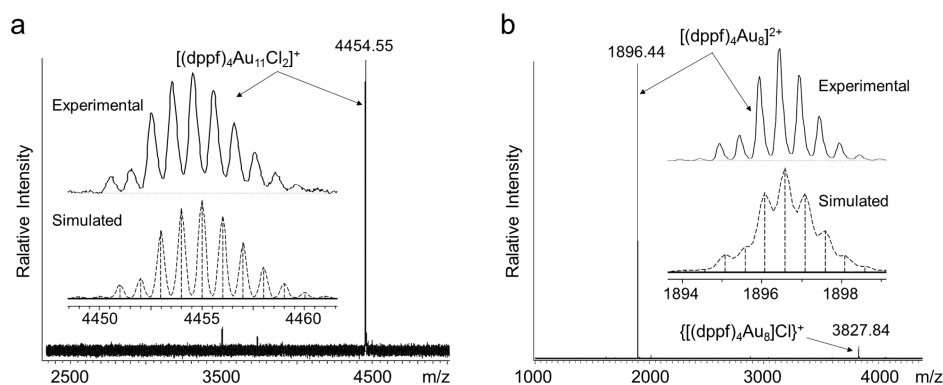 a
[(dppf)₄Au₁₁Cl₂]⁺
4454.55
Experimental
Simulated
4450
4455
4460
Ralative Intensity
2500
3500
4500
m/z
b
1896.44
[(dppf)₄Au₈]²⁺
Experimental
Simulated
1894
1896
1898
{[(dppf)₄Au₈]Cl}⁺
3827.84
Ralative Intensity
1000
2000
3000
4000
m/z